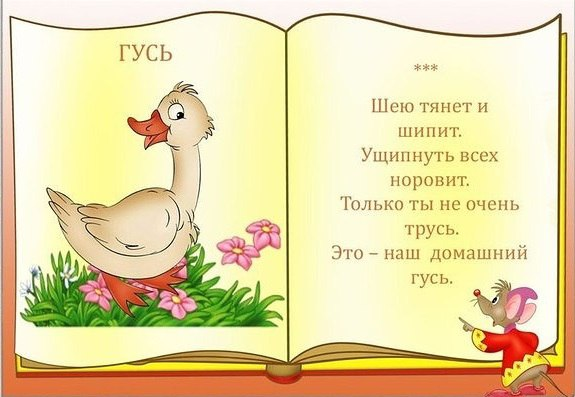 ГУСЬ
***
Шею тянет и
шипит.
Ущипнуть всех
норовит.
Только ты не очень
трусь.
Это – наш домашний
гусь.